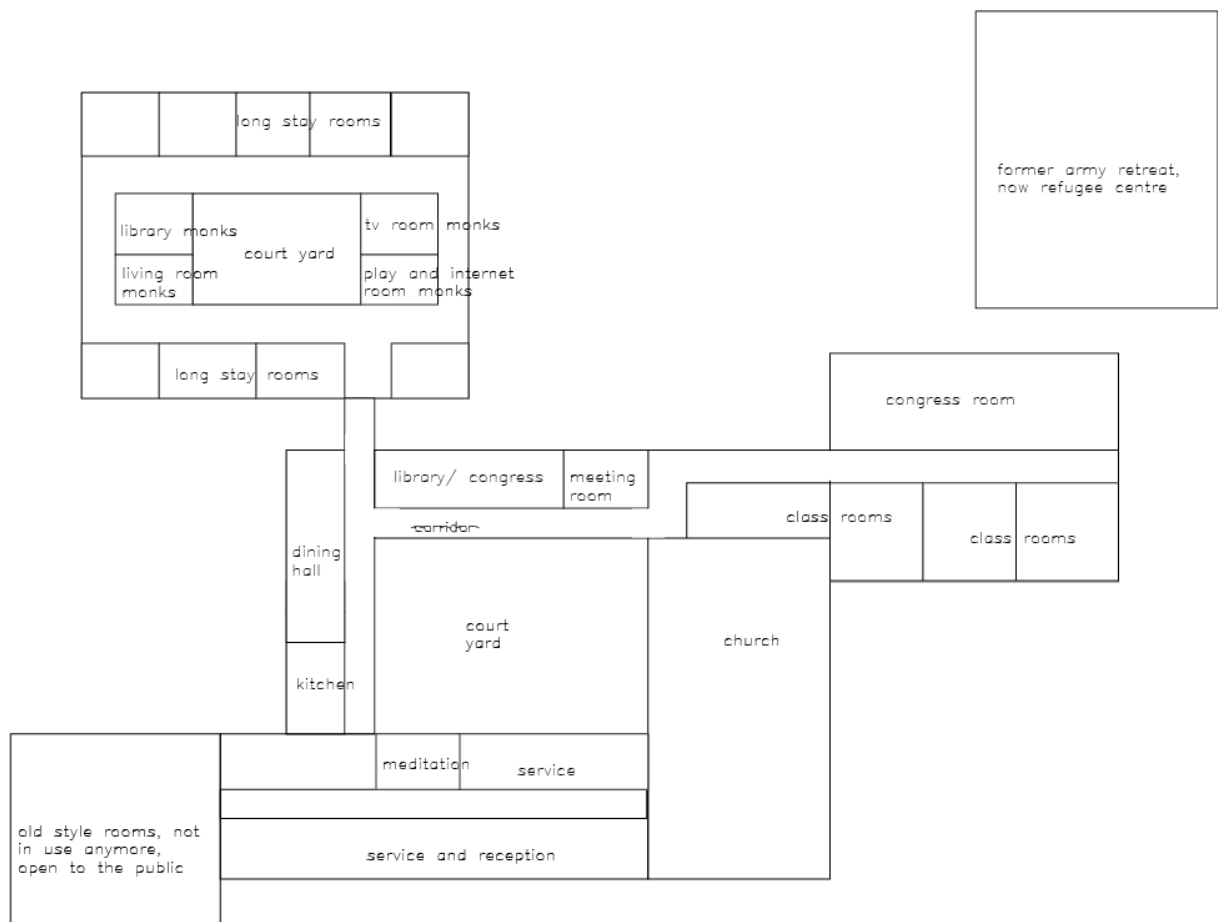 long stay rooms
former army retreat,
now refugee centre
library monks
court yard
tv room monks
living room
monks
play and internet
room monks
long stay rooms
congress room
library/ congress
meeting
room
corridor
class rooms
class rooms
dining
hall
court
yard
church
kitchen
meditation
service
old style rooms, not
in use anymore,
open to the public
service and reception